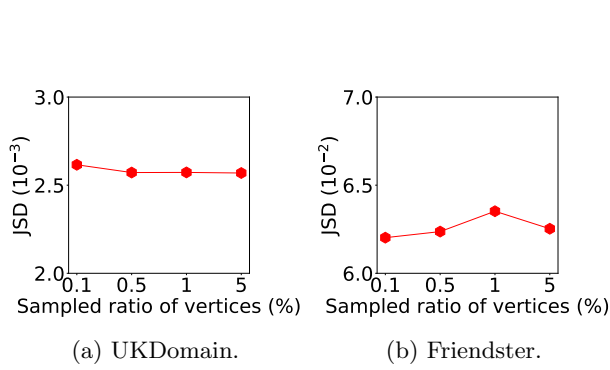 3.0
2.5
2.0
JSD (10⁻³)
0.1 0.5 1 5
Sampled ratio of vertices (%)
(a) UKDomain.
7.0
6.5
6.0
JSD (10⁻²)
0.1 0.5 1 5
Sampled ratio of vertices (%)
(b) Friendster.